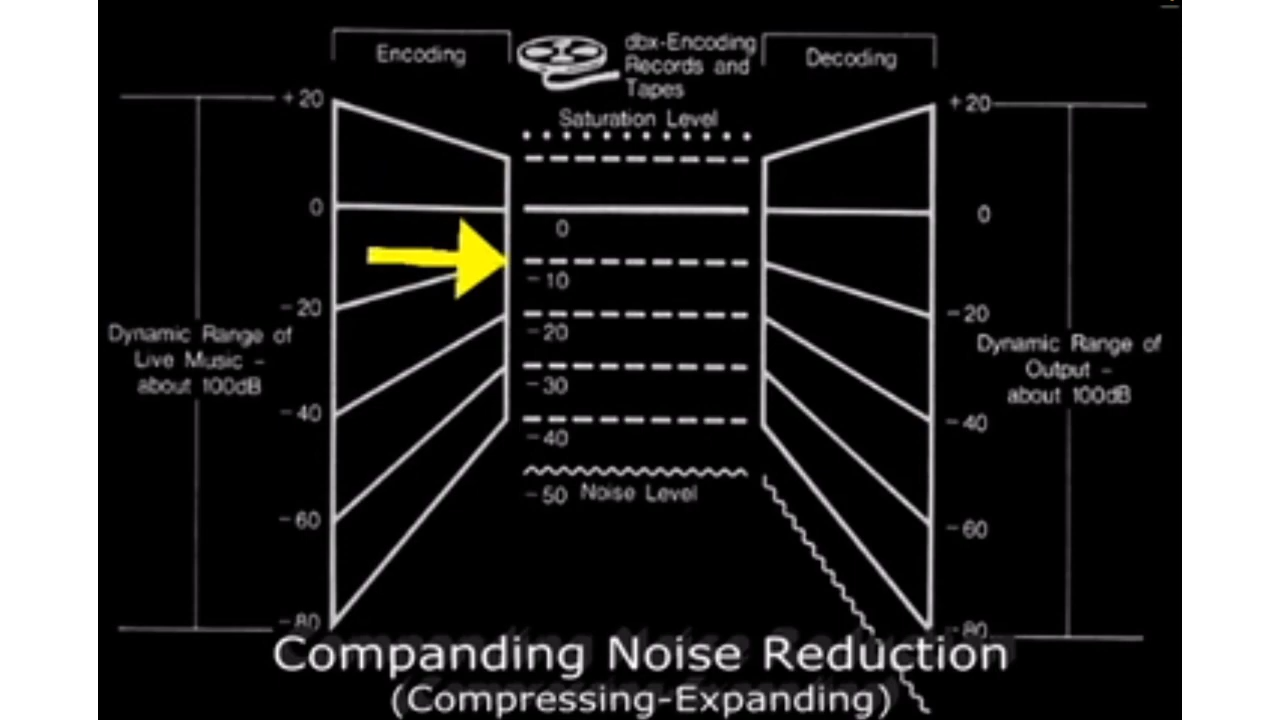 Encoding
dbx-Encoding
Records and
Tapes
Decoding
Saturation Level
+20
0
-20
-40
-60
-80
Dynamic Range of
Live Music -
about 100dB
0
-10
-20
-30
-40
-50 Noise Level
+20
0
-20
-40
-60
-80
Dynamic Range of
Output -
about 100dB
Companding Noise Reduction
(Compressing-Expanding)